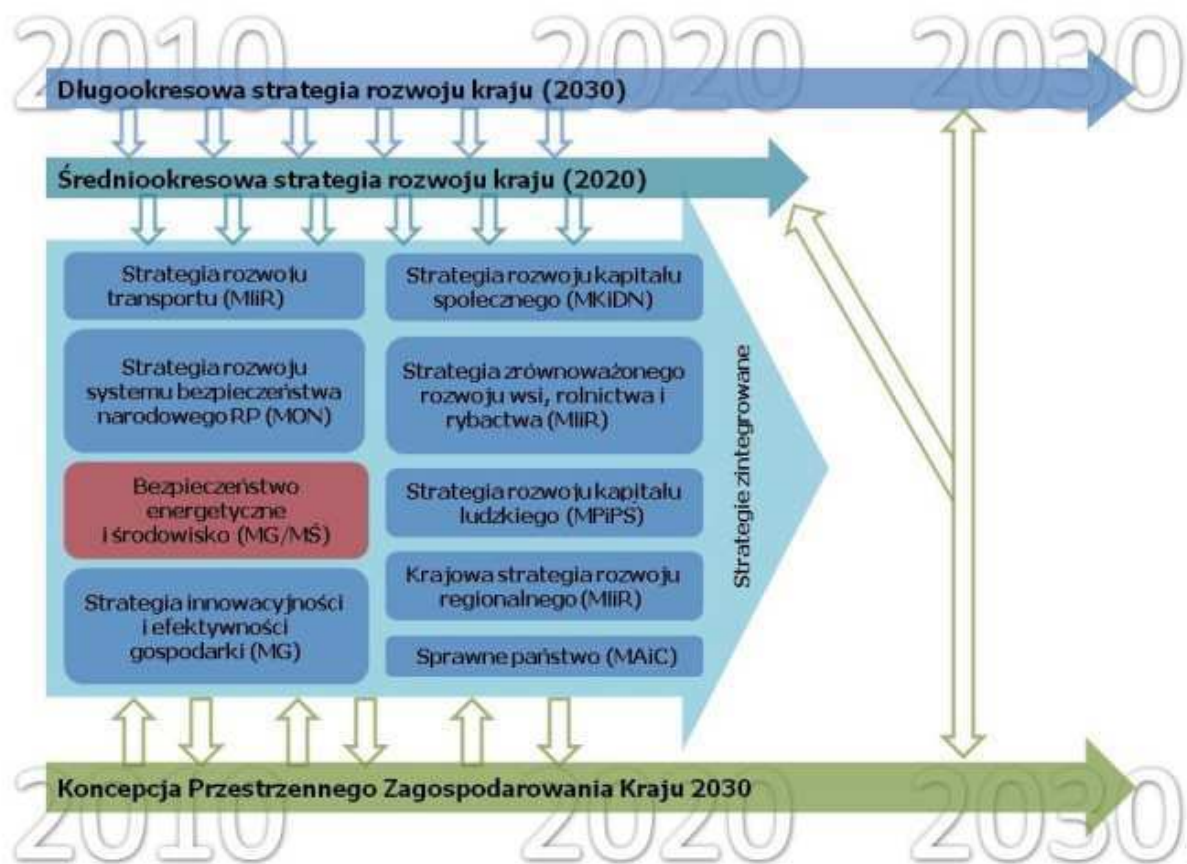 2010 2020 2030
Długookresowa strategia rozwoju kraju (2030)
Średniookresowa strategia rozwoju kraju (2020)
Strategia rozwoju
transportu (MIiR)
Strategia rozwoju
systemu bezpieczeństwa
narodowego RP (MON)
Bezpieczeństwo
energetyczne
i środowisko (MG/MŚ)
Strategia innowacyjności
i efektywności
gospodarki (MG)
Strategia rozwoju kapitału
społecznego (MKiDN)
Strategia zrównoważonego
rozwoju wsi, rolnictwa i
rybactwa (MIiR)
Strategia rozwoju kapitału
ludzkiego (MPiPS)
Krajowa strategia rozwoju
regionalnego (MIiR)
Sprawne państwo (MAiC)
Strategie zintegrowane
Koncepcja Przestrzennego Zagospodarowania Kraju 2030
2010 2020 2030